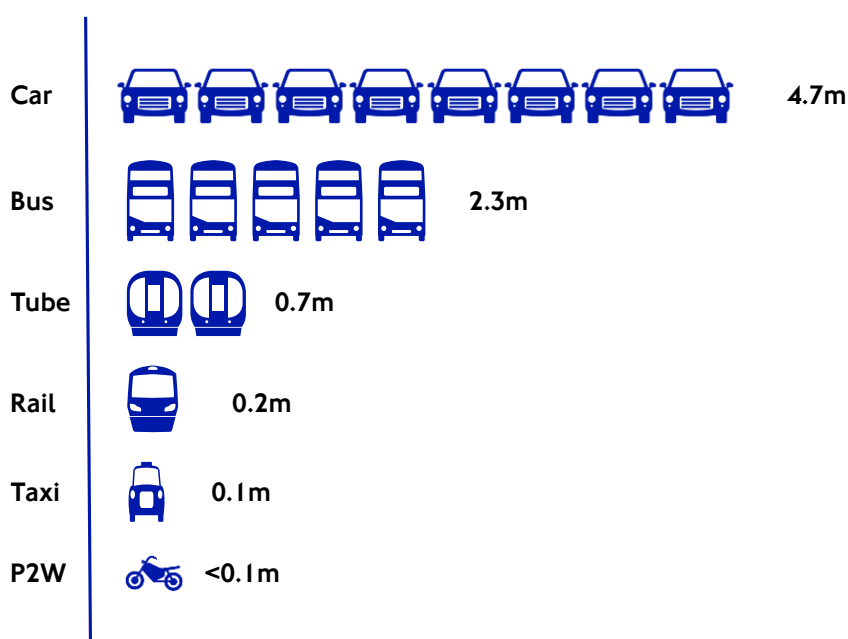 Car 4.7m
Bus 2.3m
Tube 0.7m
Rail 0.2m
Taxi 0.1m
P2W <0.1m